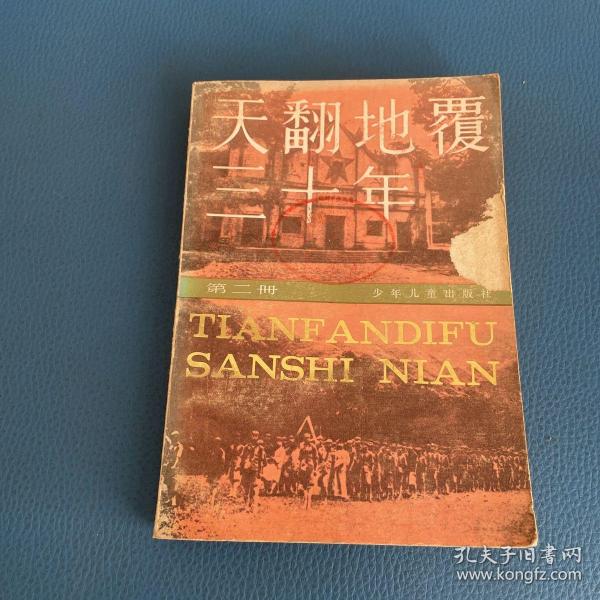 天翻地覆
三十年
第二冊 少年儿童出版社
TIANFANDIFU
SANSHI NIAN
孔夫子旧书网
www.kongfz.com